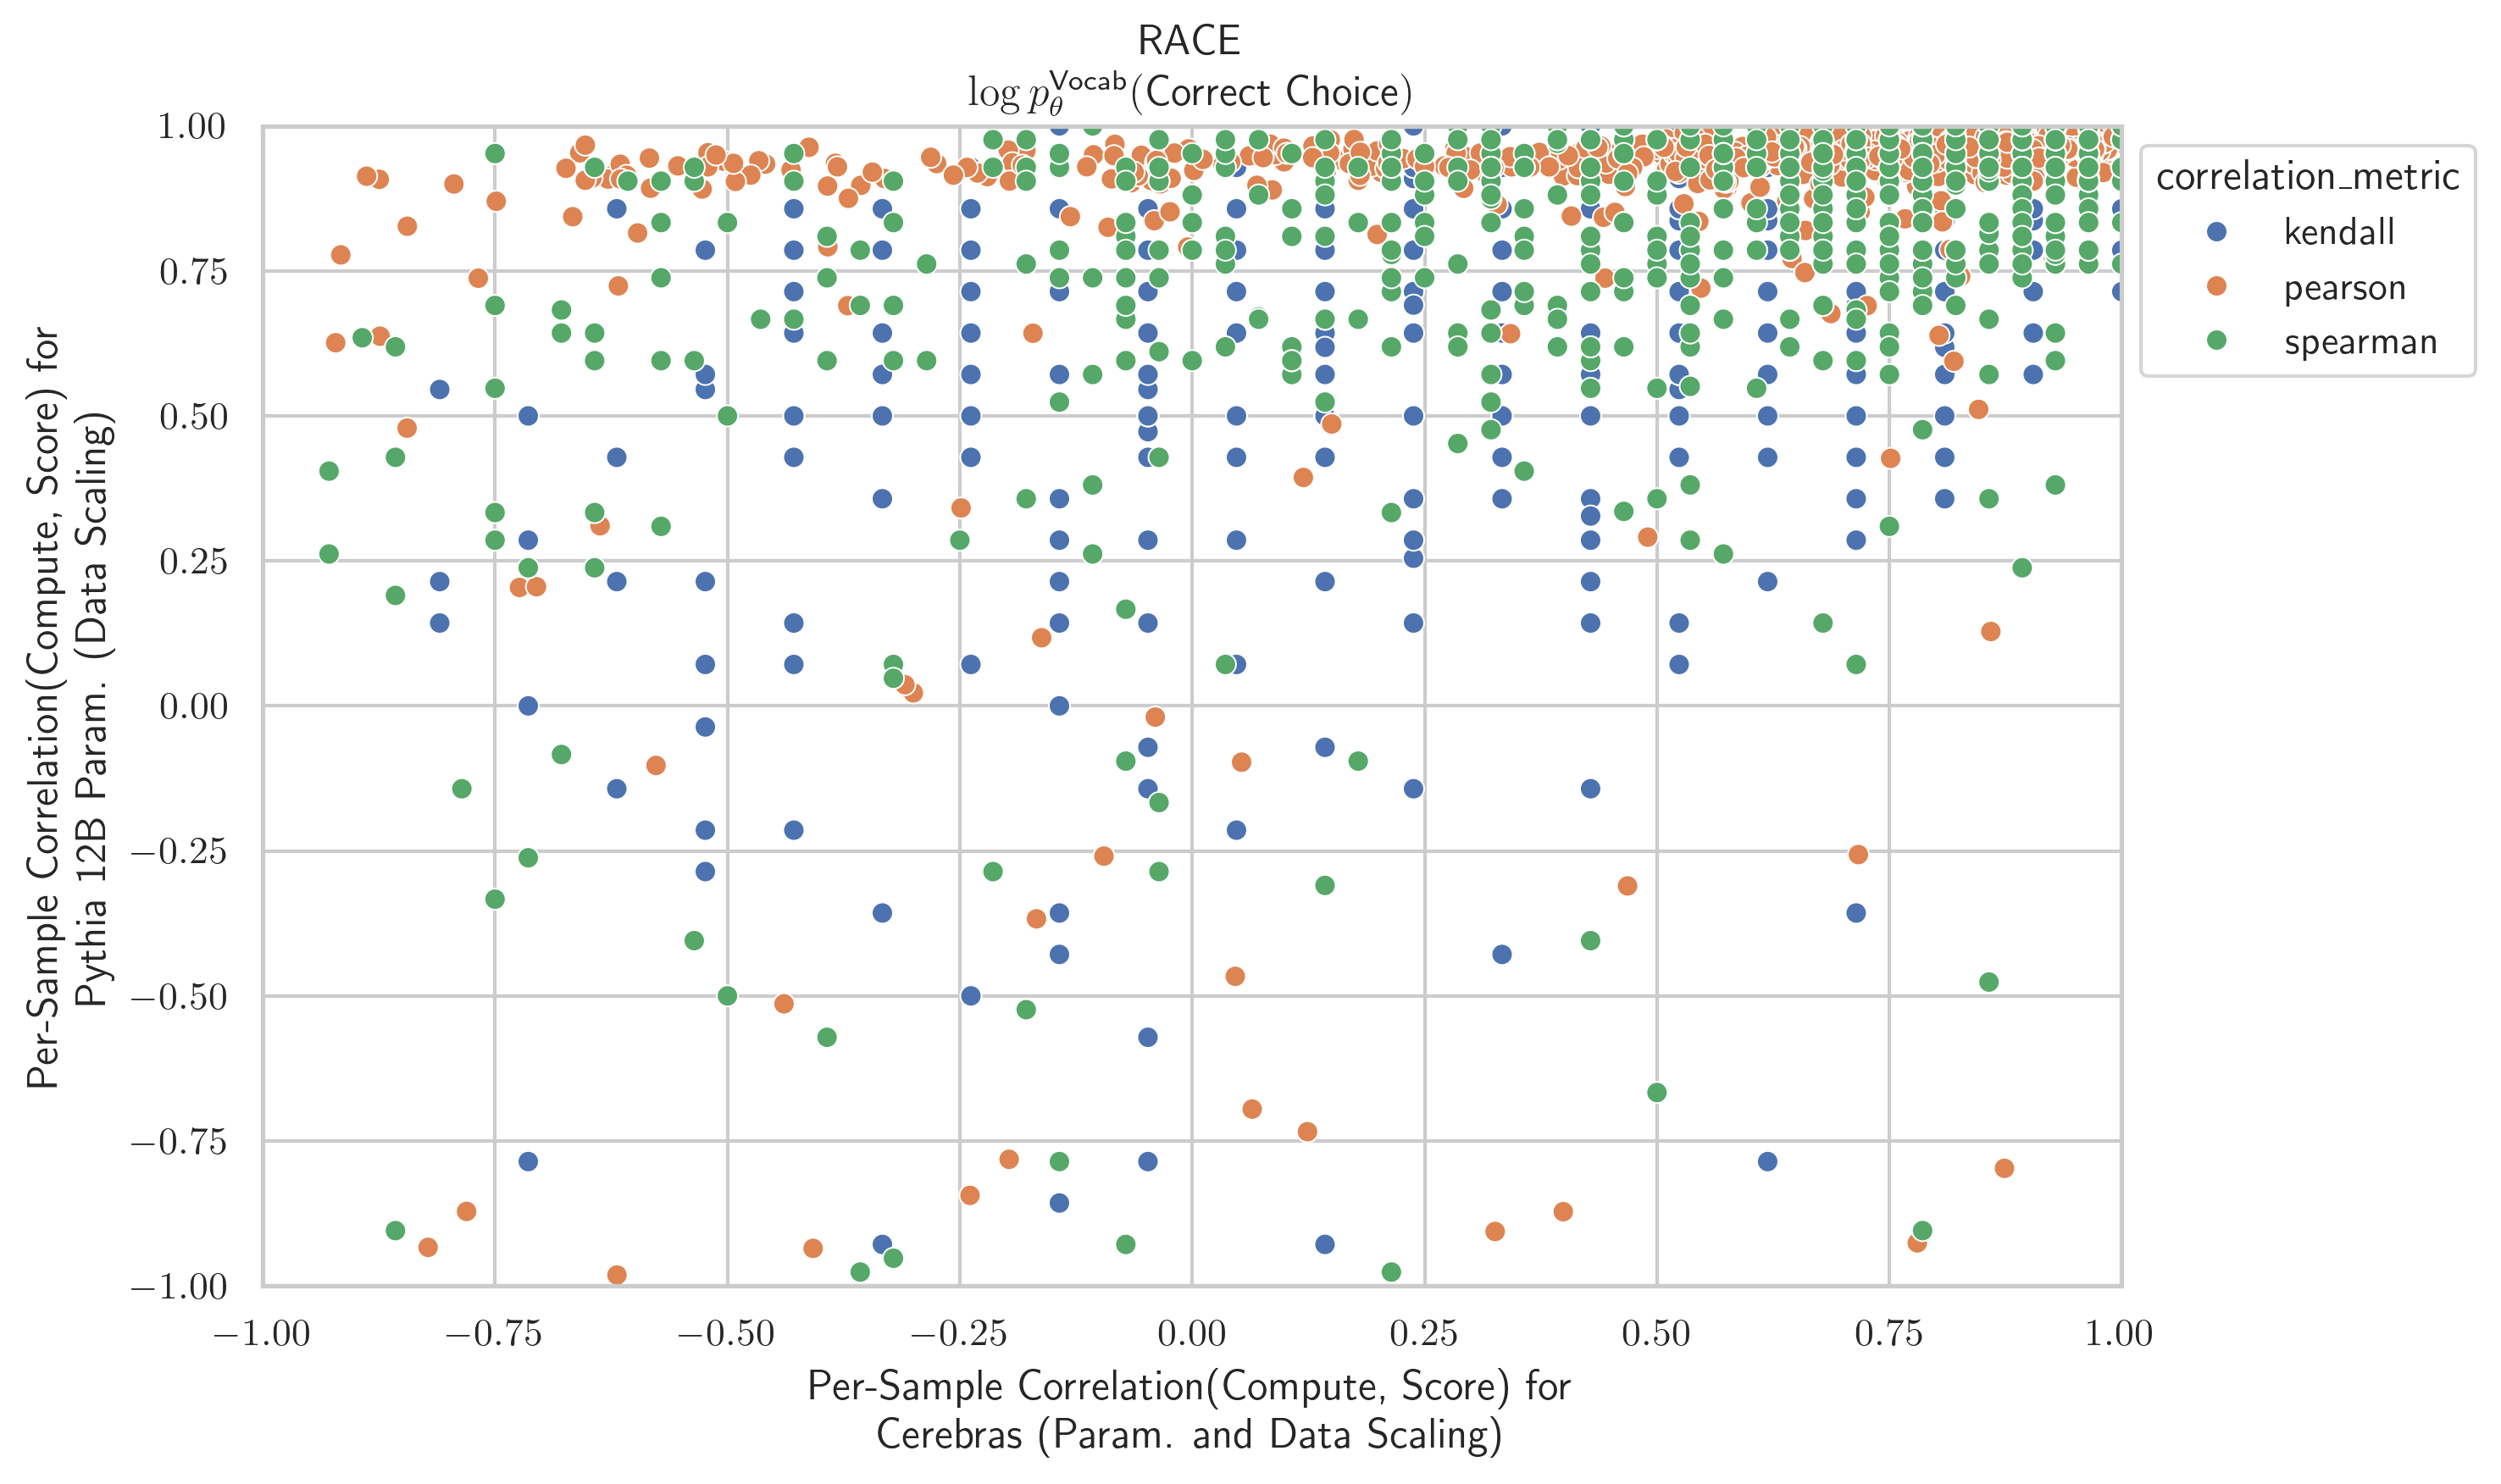 RACE
log p_θ^Vocab(Correct Choice)
Per-Sample Correlation(Compute, Score) for
Pythia 12B Param. (Data Scaling)
1.00
0.75
0.50
0.25
0.00
−0.25
−0.50
−0.75
−1.00
−1.00 −0.75 −0.50 −0.25 0.00 0.25 0.50 0.75 1.00
Per-Sample Correlation(Compute, Score) for
Cerebras (Param. and Data Scaling)
correlation_metric
kendall
pearson
spearman